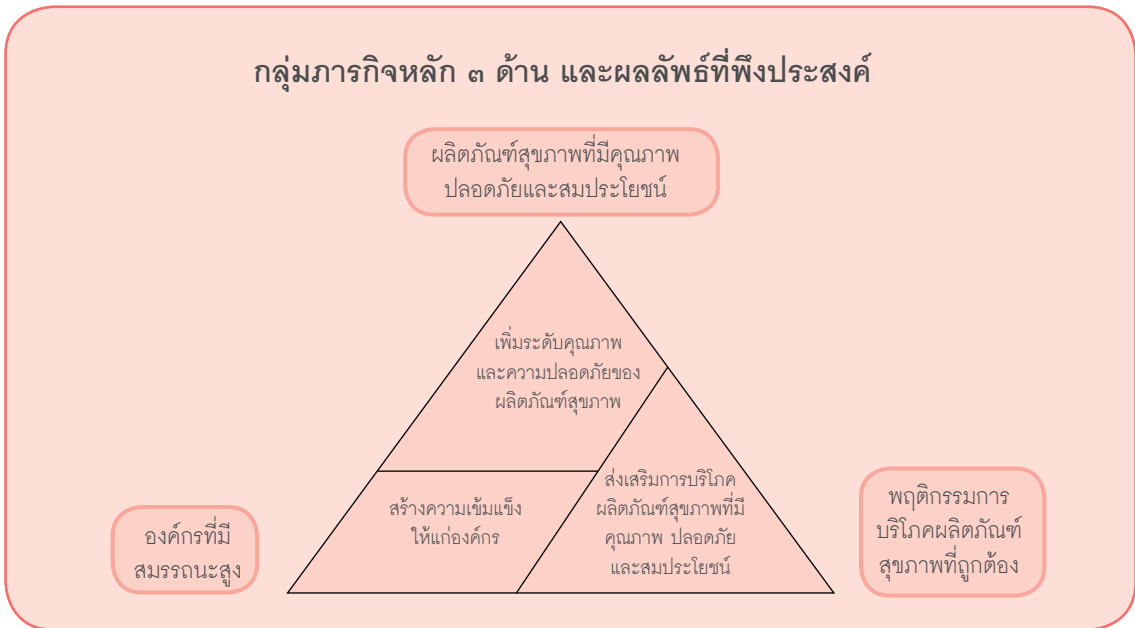 กลุ่มภารกิจหลัก ๓ ด้าน และผลลัพธ์ที่พึงประสงค์
ผลิตภัณฑ์สุขภาพที่มีคุณภาพ
ปลอดภัยและสมประโยชน์
เพิ่มระดับคุณภาพ
และความปลอดภัยของ
ผลิตภัณฑ์สุขภาพ
สร้างความเข้มแข็ง
ให้แก่องค์กร
ส่งเสริมการบริโภค
ผลิตภัณฑ์สุขภาพที่มี
คุณภาพ ปลอดภัย
และสมประโยชน์
องค์กรที่มี
สมรรถนะสูง
พฤติกรรมการ
บริโภคผลิตภัณฑ์
สุขภาพที่ถูกต้อง